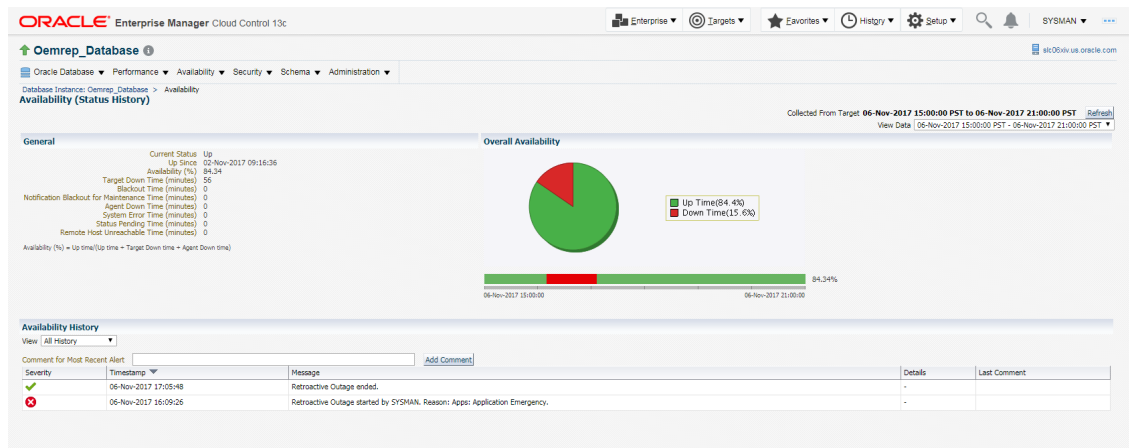 ORACLE® Enterprise Manager Cloud Control 13c
Enterprise ▼ Targets ▼ Favorites ▼ History ▼ Setup ▼ SYSMAN ▼
Oemrep_Database
slc06xiv.us.oracle.com
Oracle Database ▼ Performance ▼ Availability ▼ Security ▼ Schema ▼ Administration ▼
Database Instance: Oemrep_Database > Availability
Availability (Status History)
Collected From Target 06-Nov-2017 15:00:00 PST to 06-Nov-2017 21:00:00 PST Refresh
View Data 06-Nov-2017 15:00:00 PST - 06-Nov-2017 21:00:00 PST ▼
General
Current Status Up
Up Since 02-Nov-2017 09:16:36
Availability (%) 84.34
Target Down Time (minutes) 56
Blackout Time (minutes) 0
Notification Blackout for Maintenance Time (minutes) 0
Agent Down Time (minutes) 0
System Error Time (minutes) 0
Status Pending Time (minutes) 0
Remote Host Unreachable Time (minutes) 0
Availability (%) = Up time/(Up time + Target Down time + Agent Down time)
Overall Availability
Up Time(84.4%)
Down Time(15.6%)
84.34%
06-Nov-2017 15:00:00 06-Nov-2017 21:00:00
Availability History
View All History ▼
Comment for Most Recent Alert Add Comment
Severity Timestamp ▼ Message Details Last Comment
06-Nov-2017 17:05:48 Retroactive Outage ended. -
06-Nov-2017 16:09:26 Retroactive Outage started by SYSMAN. Reason: Apps: Application Emergency. -